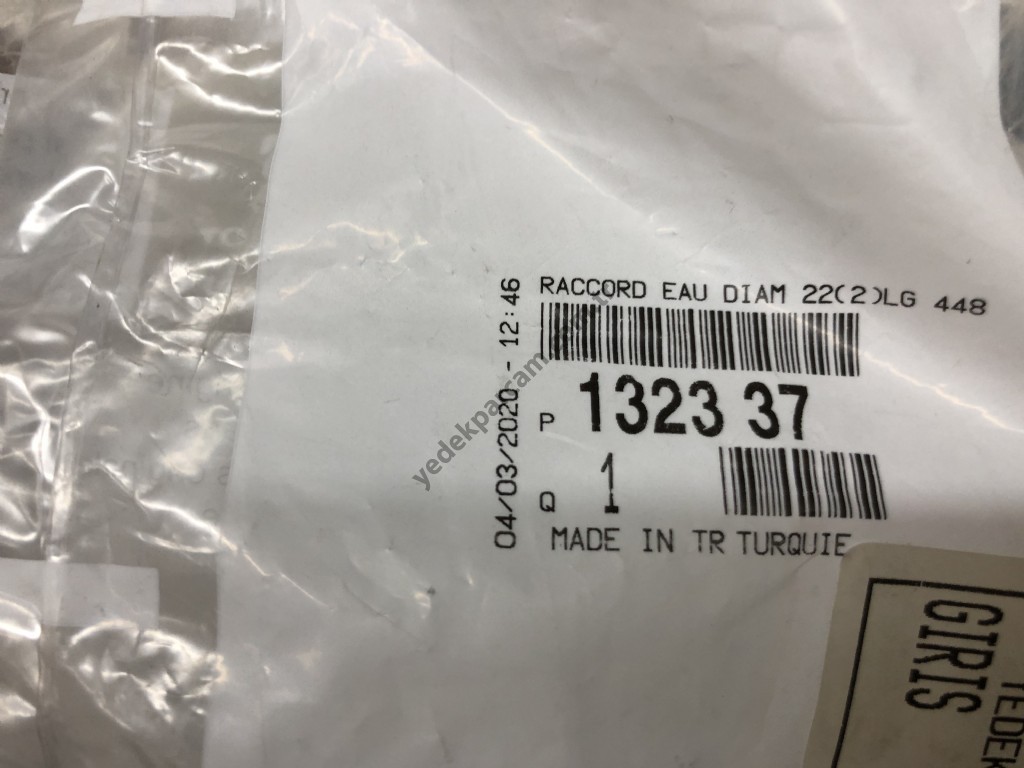 RACCORD EAU DIAM 22(2)LG 448
04/03/2020 - 12:46
P 1323 37
Q 1
MADE IN TR TURQUIE
GIRIS
yedekparcam